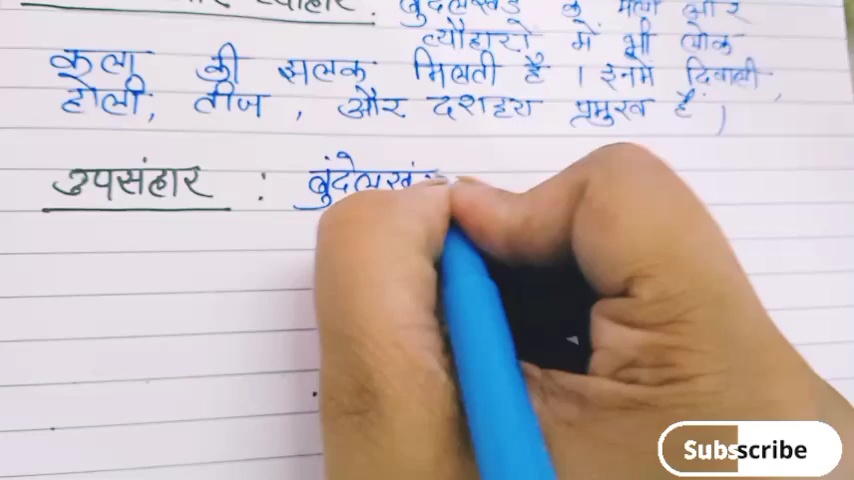 त्यौहार : बुंदेलखंड के मेलों और
त्यौहारों में भी लोक
कला की झलक मिलती है । इनमें दिवाली,
होली, तीज, और दशहरा प्रमुख हैं ।
उपसंहार : बुंदेलखं
Subscribe